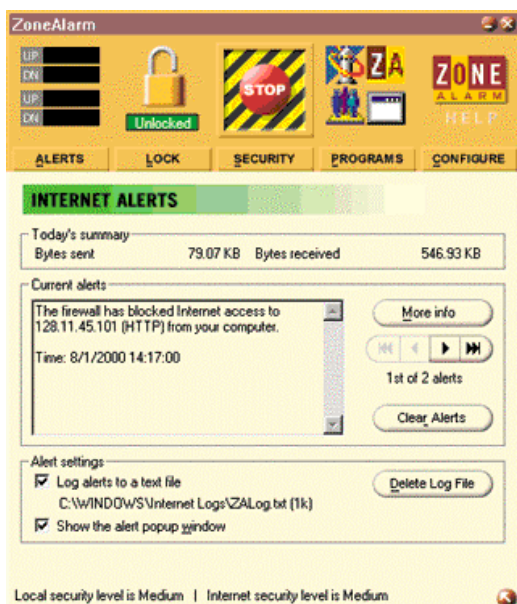 ZoneAlarm
UP
DN
UP
DN
Unlocked
STOP
ZA
ZONE
ALARM
HELP
ALERTS
LOCK
SECURITY
PROGRAMS
CONFIGURE
INTERNET ALERTS
Today's summary
Bytes sent 79.07 KB Bytes received 546.93 KB
Current alerts
The firewall has blocked Internet access to
128.11.45.101 (HTTP) from your computer.
Time: 8/1/2000 14:17:00
More info
1st of 2 alerts
Clear Alerts
Alert settings
Log alerts to a text file
C:\WINDOWS\Internet Logs\ZALog.txt (1k)
Delete Log File
Show the alert popup window
Local security level is Medium | Internet security level is Medium